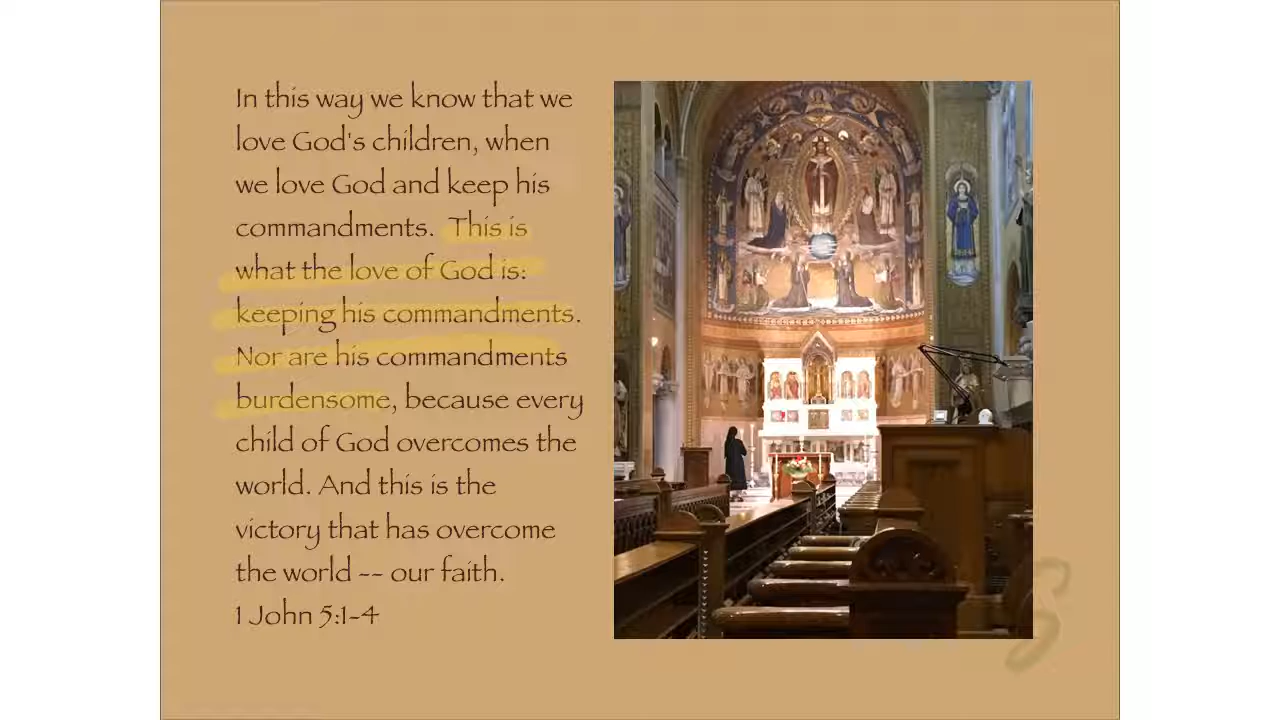 In this way we know that we
love God's children, when
we love God and keep his
commandments. This is
what the love of God is:
keeping his commandments.
Nor are his commandments
burdensome, because every
child of God overcomes the
world. And this is the
victory that has overcome
the world -- our faith.
1 John 5:1-4
S